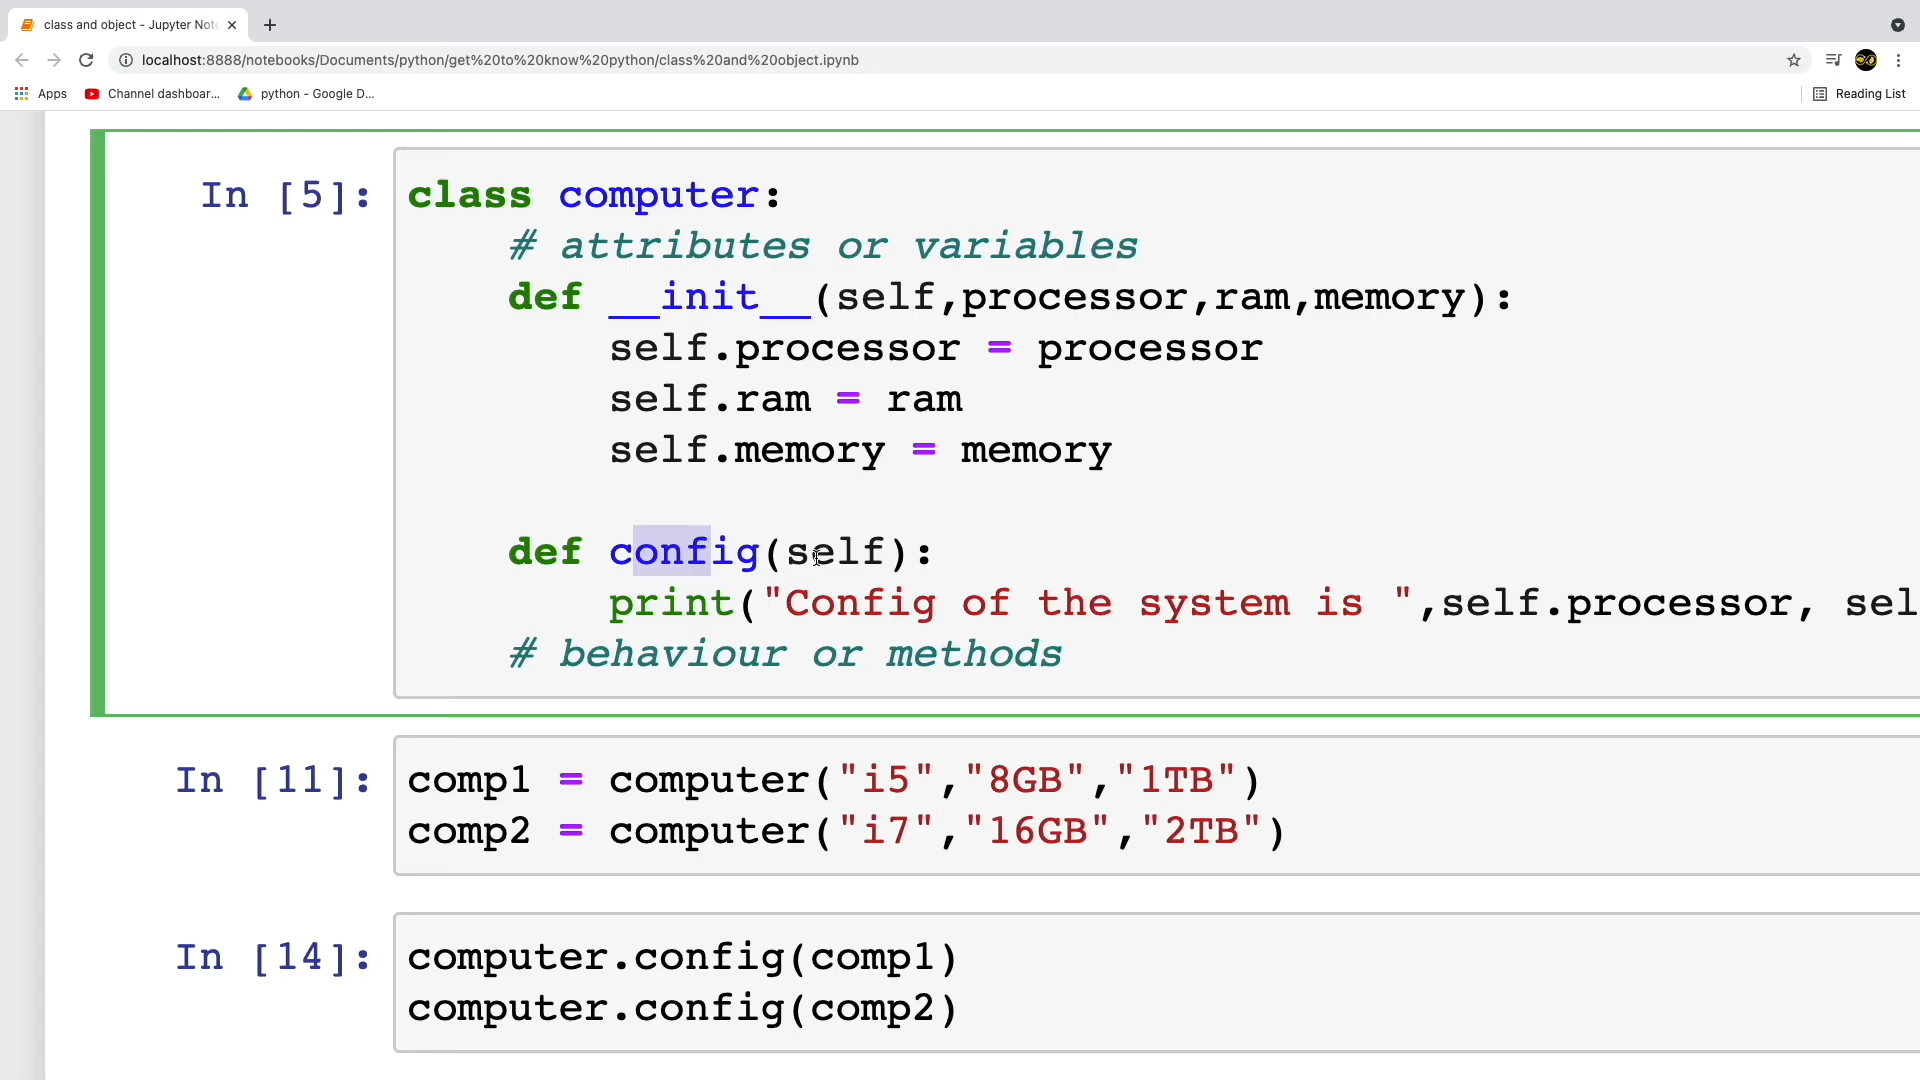 class and object - Jupyter Note
localhost:8888/notebooks/Documents/python/get%20to%20know%20python/class%20and%20object.ipynb
Apps Channel dashboar... python - Google D... Reading List
In [5]: class computer:
# attributes or variables
def __init__(self,processor,ram,memory):
self.processor = processor
self.ram = ram
self.memory = memory
def config(self):
print("Config of the system is ",self.processor, sel
# behaviour or methods
In [11]: comp1 = computer("i5","8GB","1TB")
comp2 = computer("i7","16GB","2TB")
In [14]: computer.config(comp1)
computer.config(comp2)